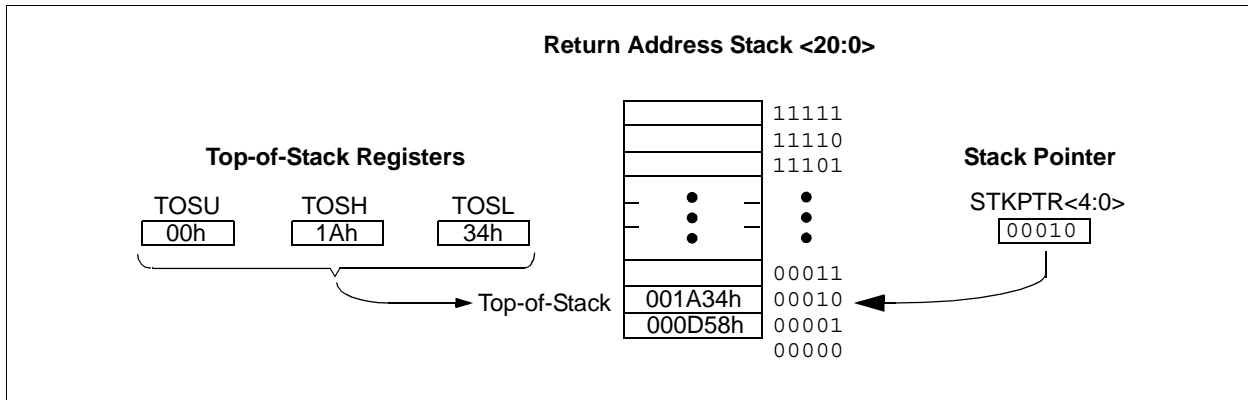 Return Address Stack <20:0>
11111
11110
11101
Top-of-Stack Registers
Stack Pointer
TOSU TOSH TOSL
STKPTR<4:0>
00h 1Ah 34h
00010
00011
Top-of-Stack 001A34h 00010
000D58h 00001
00000